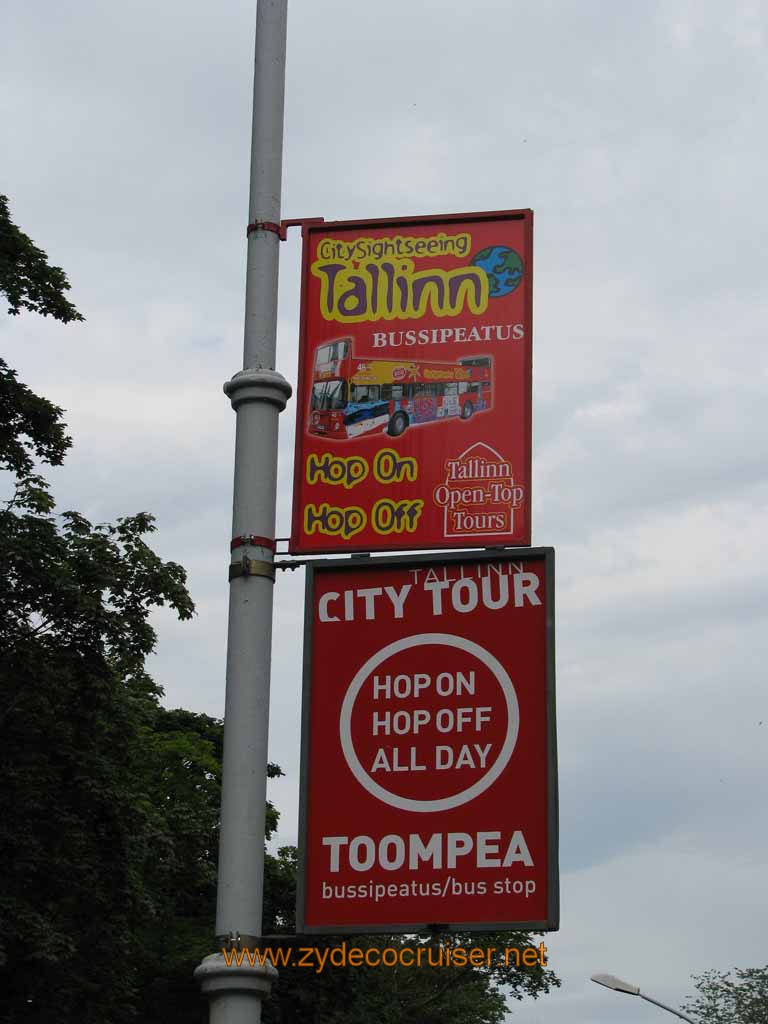 CitySightseeing
Tallinn
BUSSIPEATUS
Hop On
Hop Off
Tallinn
Open-Top
Tours
TALLINN
CITY TOUR
HOP ON
HOP OFF
ALL DAY
TOOMPEA
bussipeatus/bus stop
www.zydecocruiser.net